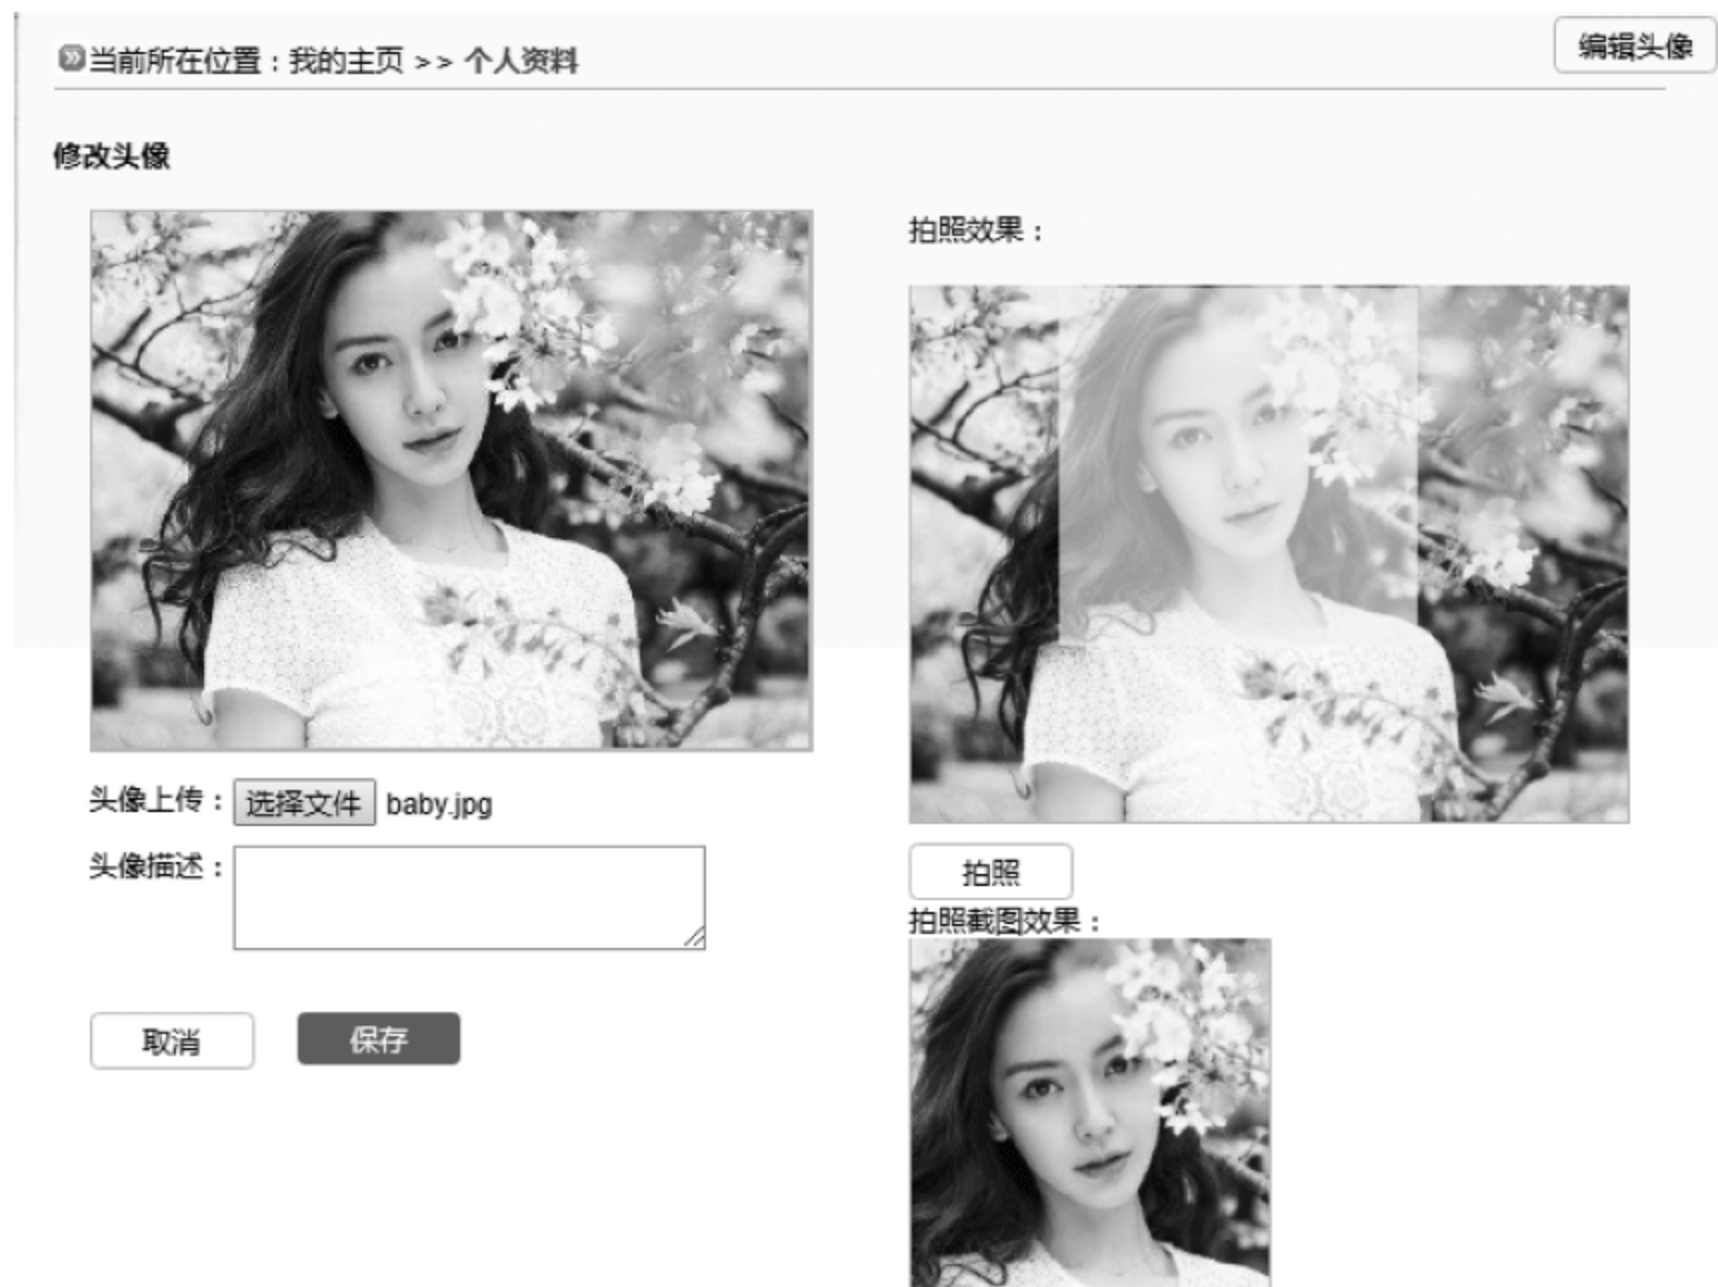 当前所在位置：我的主页 >> 个人资料
编辑头像
修改头像
拍照效果：
头像上传：选择文件 baby.jpg
头像描述：
取消 保存
拍照
拍照截图效果：